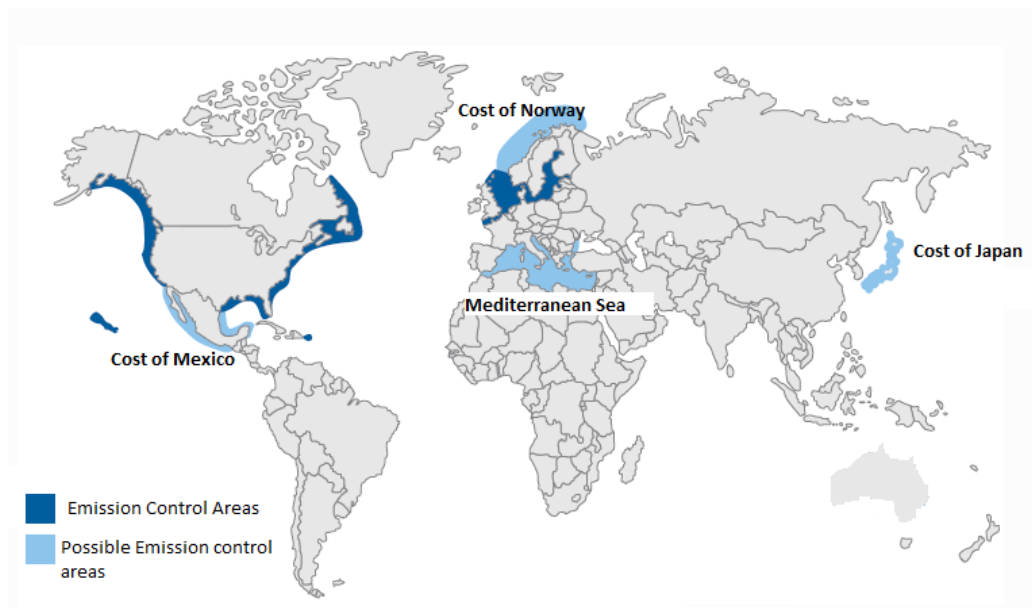 Cost of Norway
Cost of Japan
Mediterranean Sea
Cost of Mexico
Emission Control Areas
Possible Emission control
areas